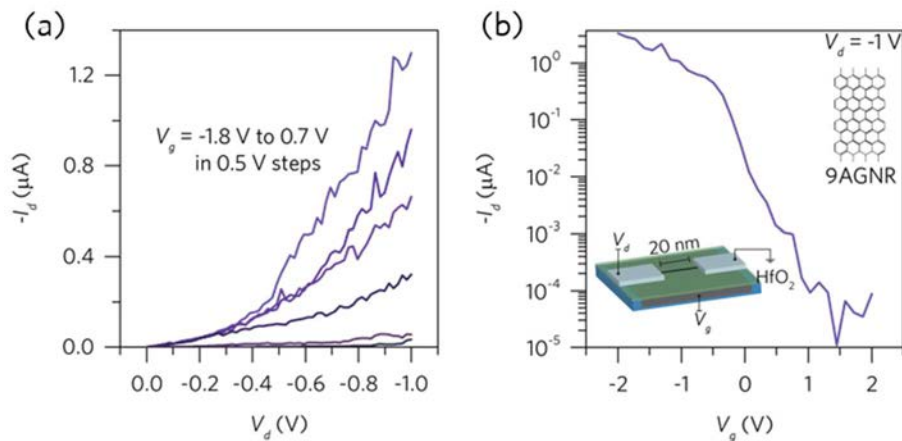 (a)
1.2
0.8
0.4
0.0
-I_d (μA)
V_g = -1.8 V to 0.7 V
in 0.5 V steps
0.0 -0.2 -0.4 -0.6 -0.8 -1.0
V_d (V)
(b)
10^0
10^-1
10^-2
10^-3
10^-4
10^-5
-I_d (μA)
V_d = -1 V
9AGNR
V_d
20 nm
HfO_2
V_g
-2 -1 0 1 2
V_g (V)